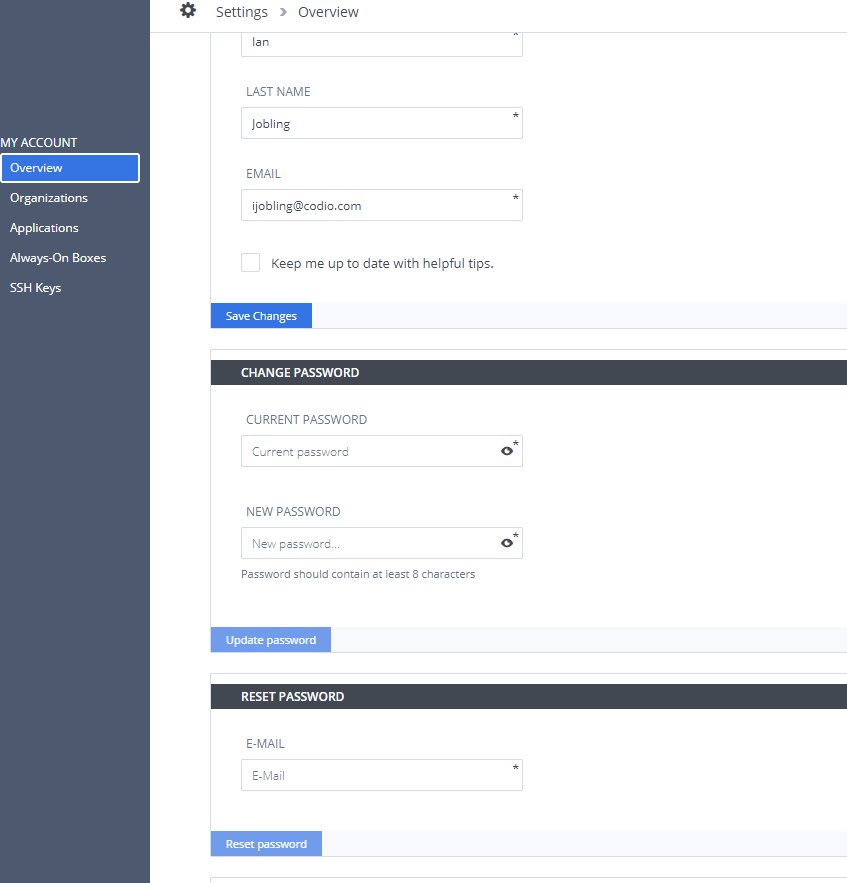 Settings > Overview
MY ACCOUNT
Overview
Organizations
Applications
Always-On Boxes
SSH Keys
Ian
*
LAST NAME
Jobling
*
EMAIL
ijobling@codio.com
*
Keep me up to date with helpful tips.
Save Changes
CHANGE PASSWORD
CURRENT PASSWORD
Current password
*
NEW PASSWORD
New password...
*
Password should contain at least 8 characters
Update password
RESET PASSWORD
E-MAIL
E-Mail
*
Reset password